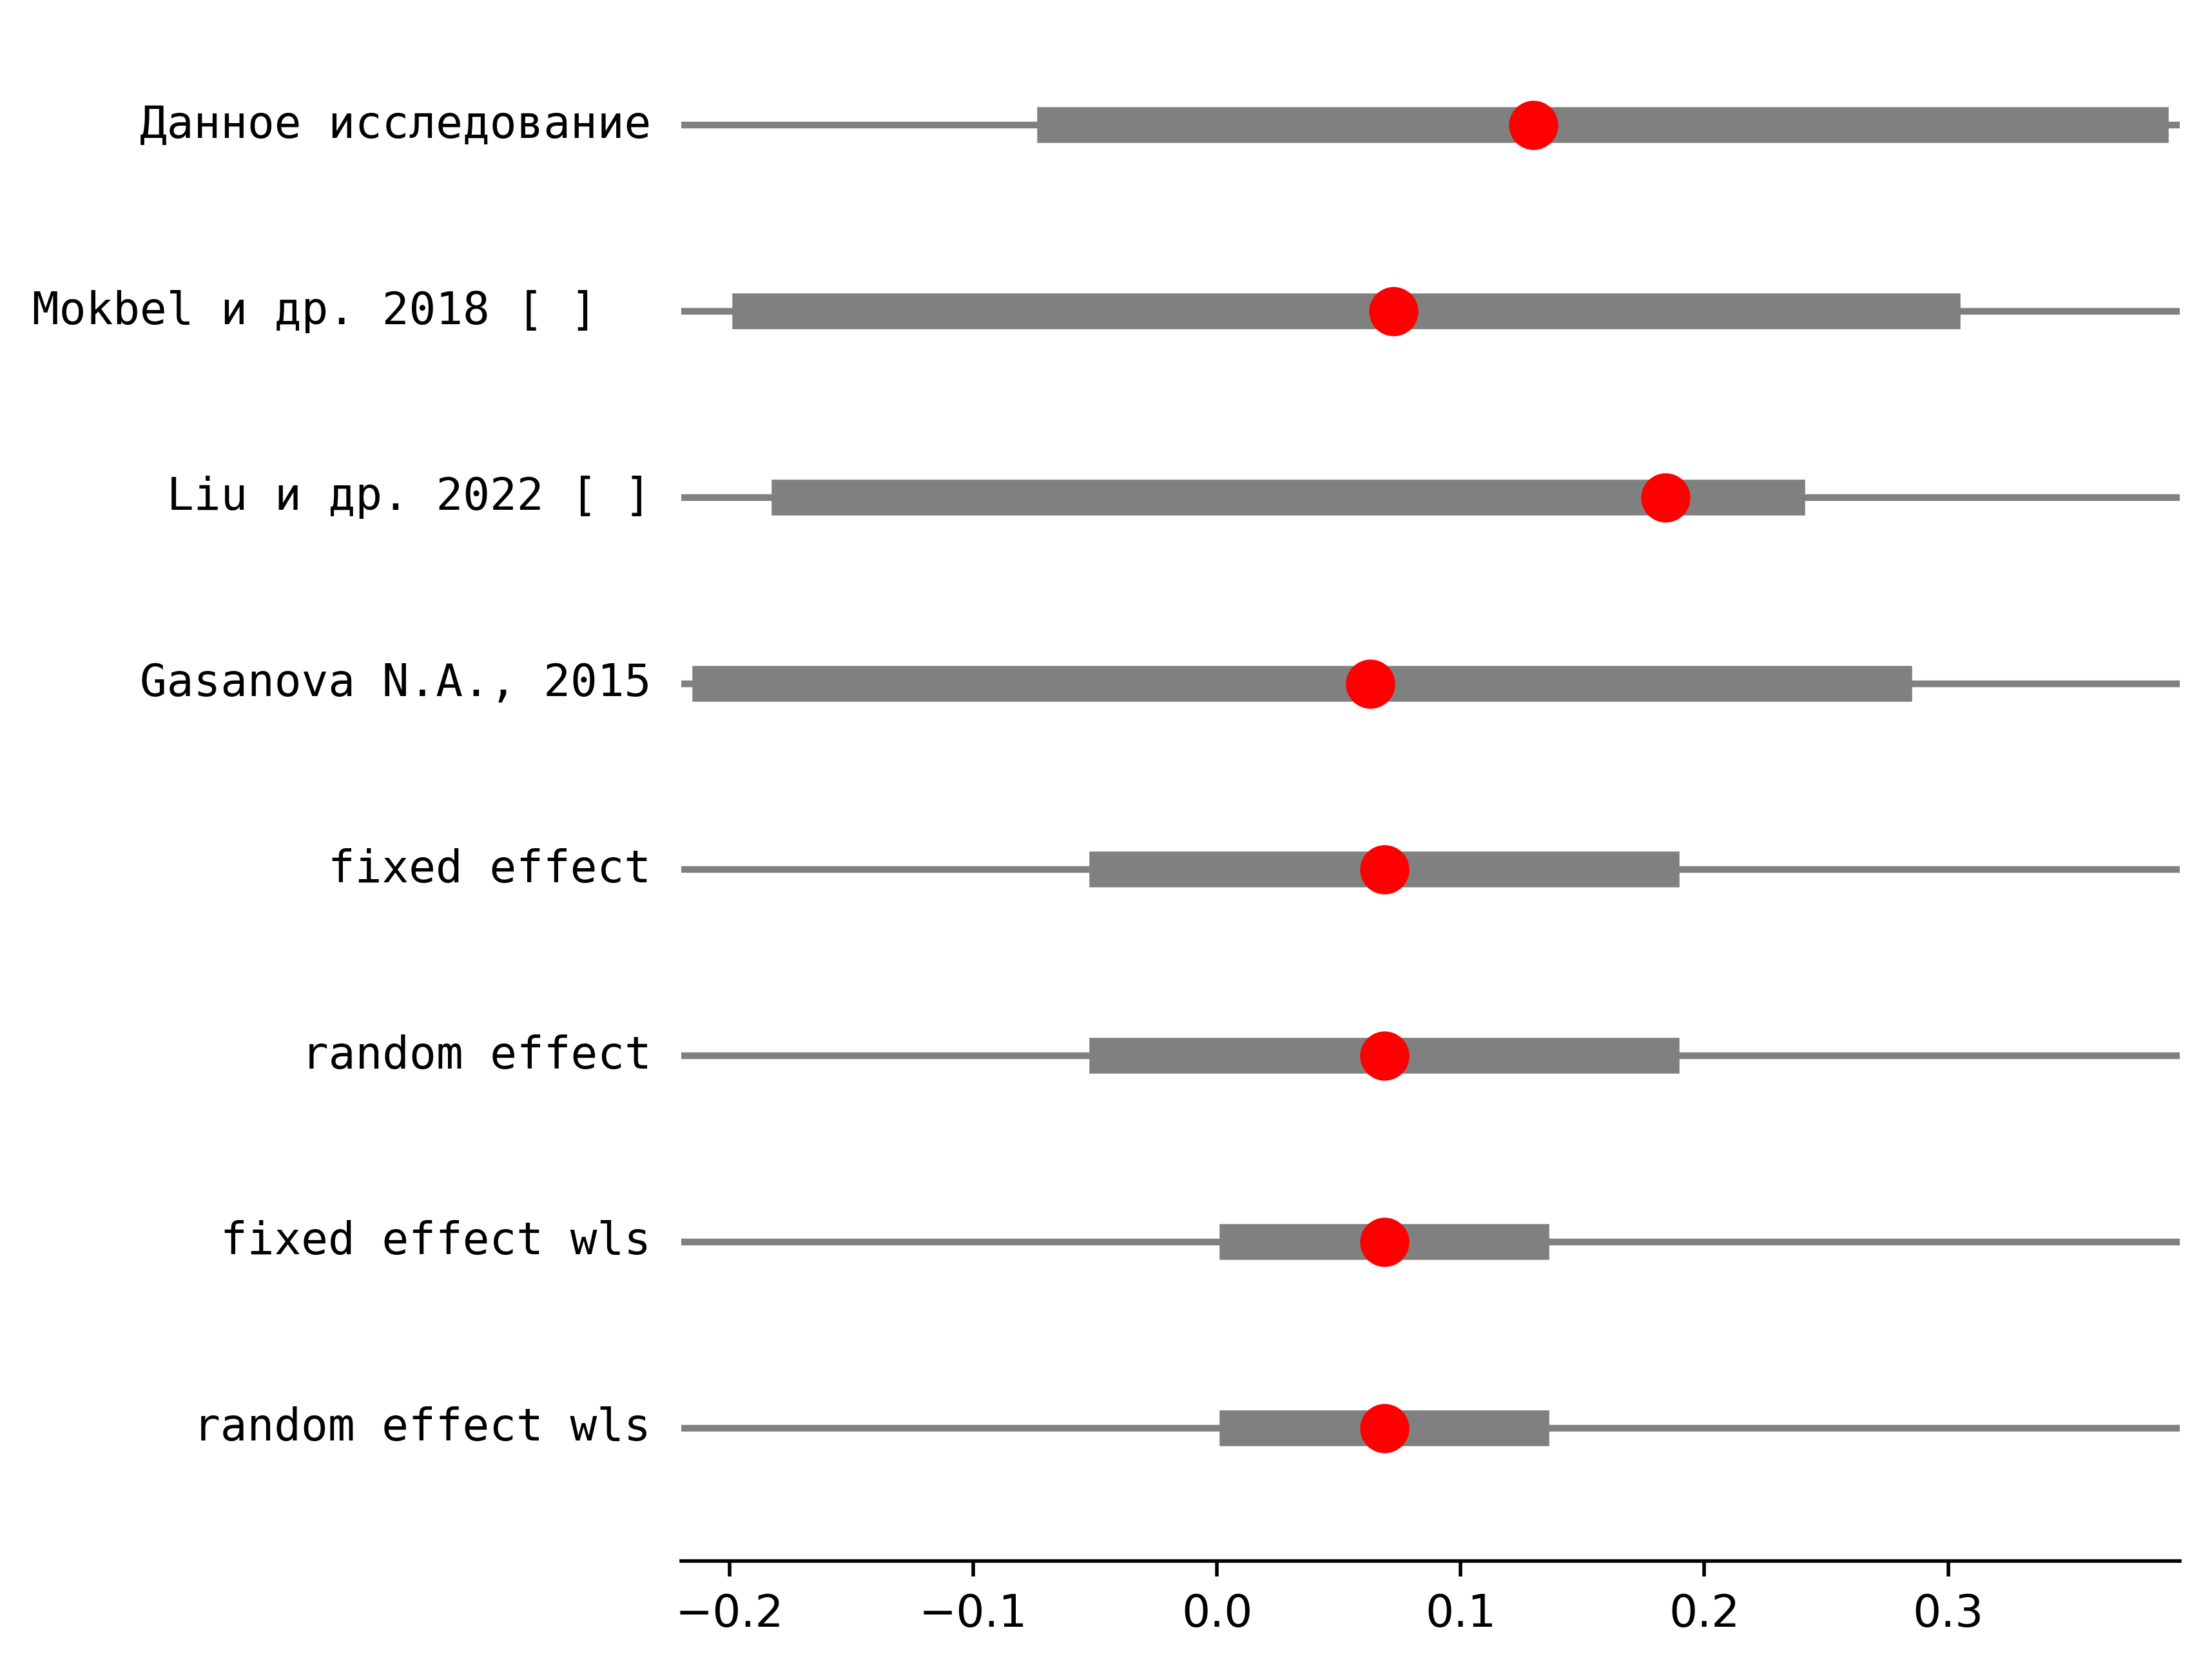 Данное исследование
Mokbel и др. 2018 [ ]
Liu и др. 2022 [ ]
Gasanova N.A., 2015
fixed effect
random effect
fixed effect wls
random effect wls
−0.2 −0.1 0.0 0.1 0.2 0.3